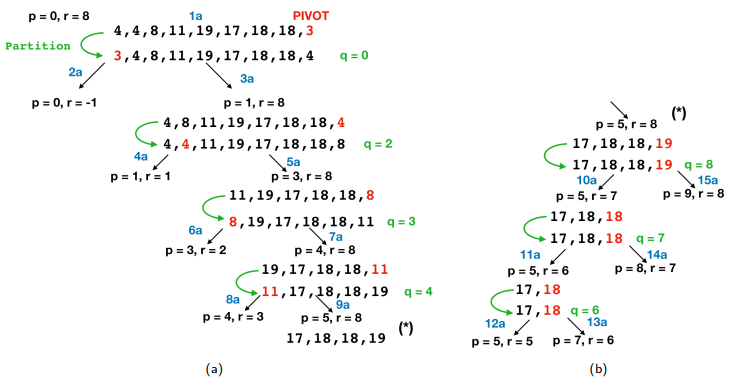 p = 0, r = 8
1a
PIVOT
4,4,8,11,19,17,18,18,3
Partition
3,4,8,11,19,17,18,18,4
q = 0
2a
3a
p = 0, r = -1
p = 1, r = 8
4,8,11,19,17,18,18,4
4,4,11,19,17,18,18,8
q = 2
4a
5a
p = 1, r = 1
p = 3, r = 8
11,19,17,18,18,8
8,19,17,18,18,11
q = 3
6a
7a
p = 3, r = 2
p = 4, r = 8
19,17,18,18,11
11,17,18,18,19
q = 4
8a
9a
p = 4, r = 3
p = 5, r = 8
(*)
17,18,18,19
(a)
(*)
p = 5, r = 8
17,18,18,19
17,18,18,19
q = 8
10a
15a
p = 5, r = 7
p = 9, r = 8
17,18,18
17,18,18
q = 7
11a
14a
p = 5, r = 6
p = 8, r = 7
17,18
17,18
q = 6
12a
13a
p = 5, r = 5
p = 7, r = 6
(b)